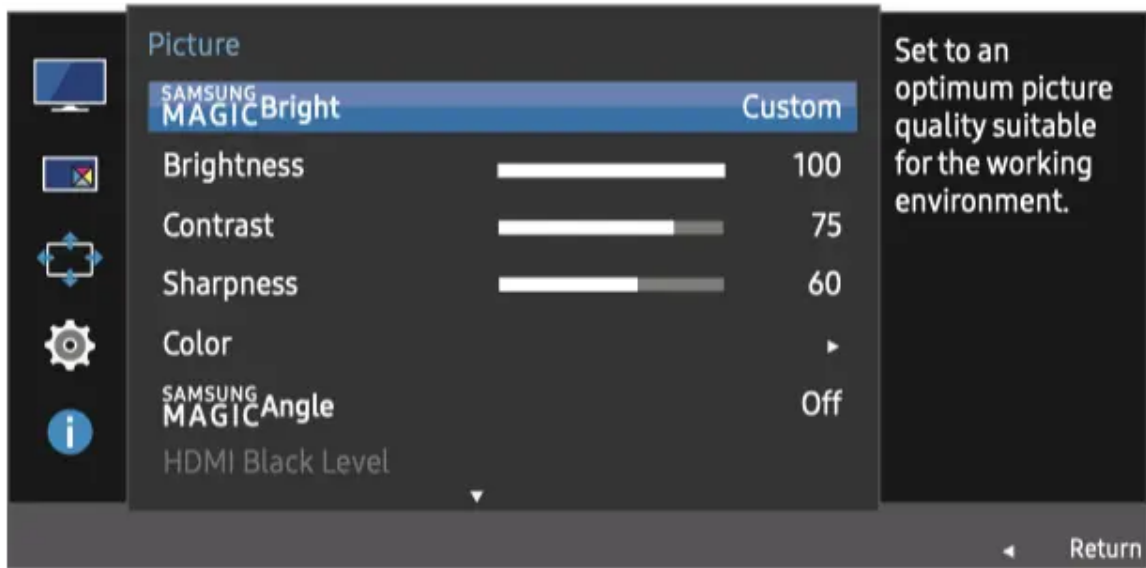 Picture
SAMSUNG MAGIC Bright Custom
Brightness 100
Contrast 75
Sharpness 60
Color ▸
SAMSUNG MAGIC Angle Off
HDMI Black Level
▼
Set to an
optimum picture
quality suitable
for the working
environment.
i
◂ Return